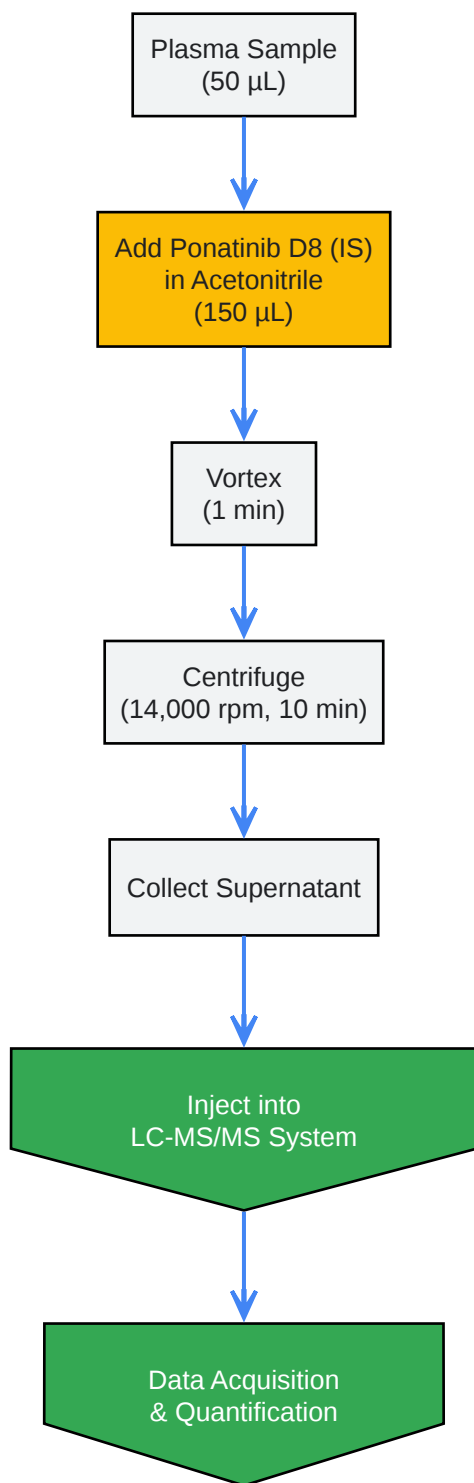 Plasma Sample
(50 µL)
Add Ponatinib D8 (IS)
in Acetonitrile
(150 µL)
Vortex
(1 min)
Centrifuge
(14,000 rpm, 10 min)
Collect Supernatant
Inject into
LC-MS/MS System
Data Acquisition
& Quantification